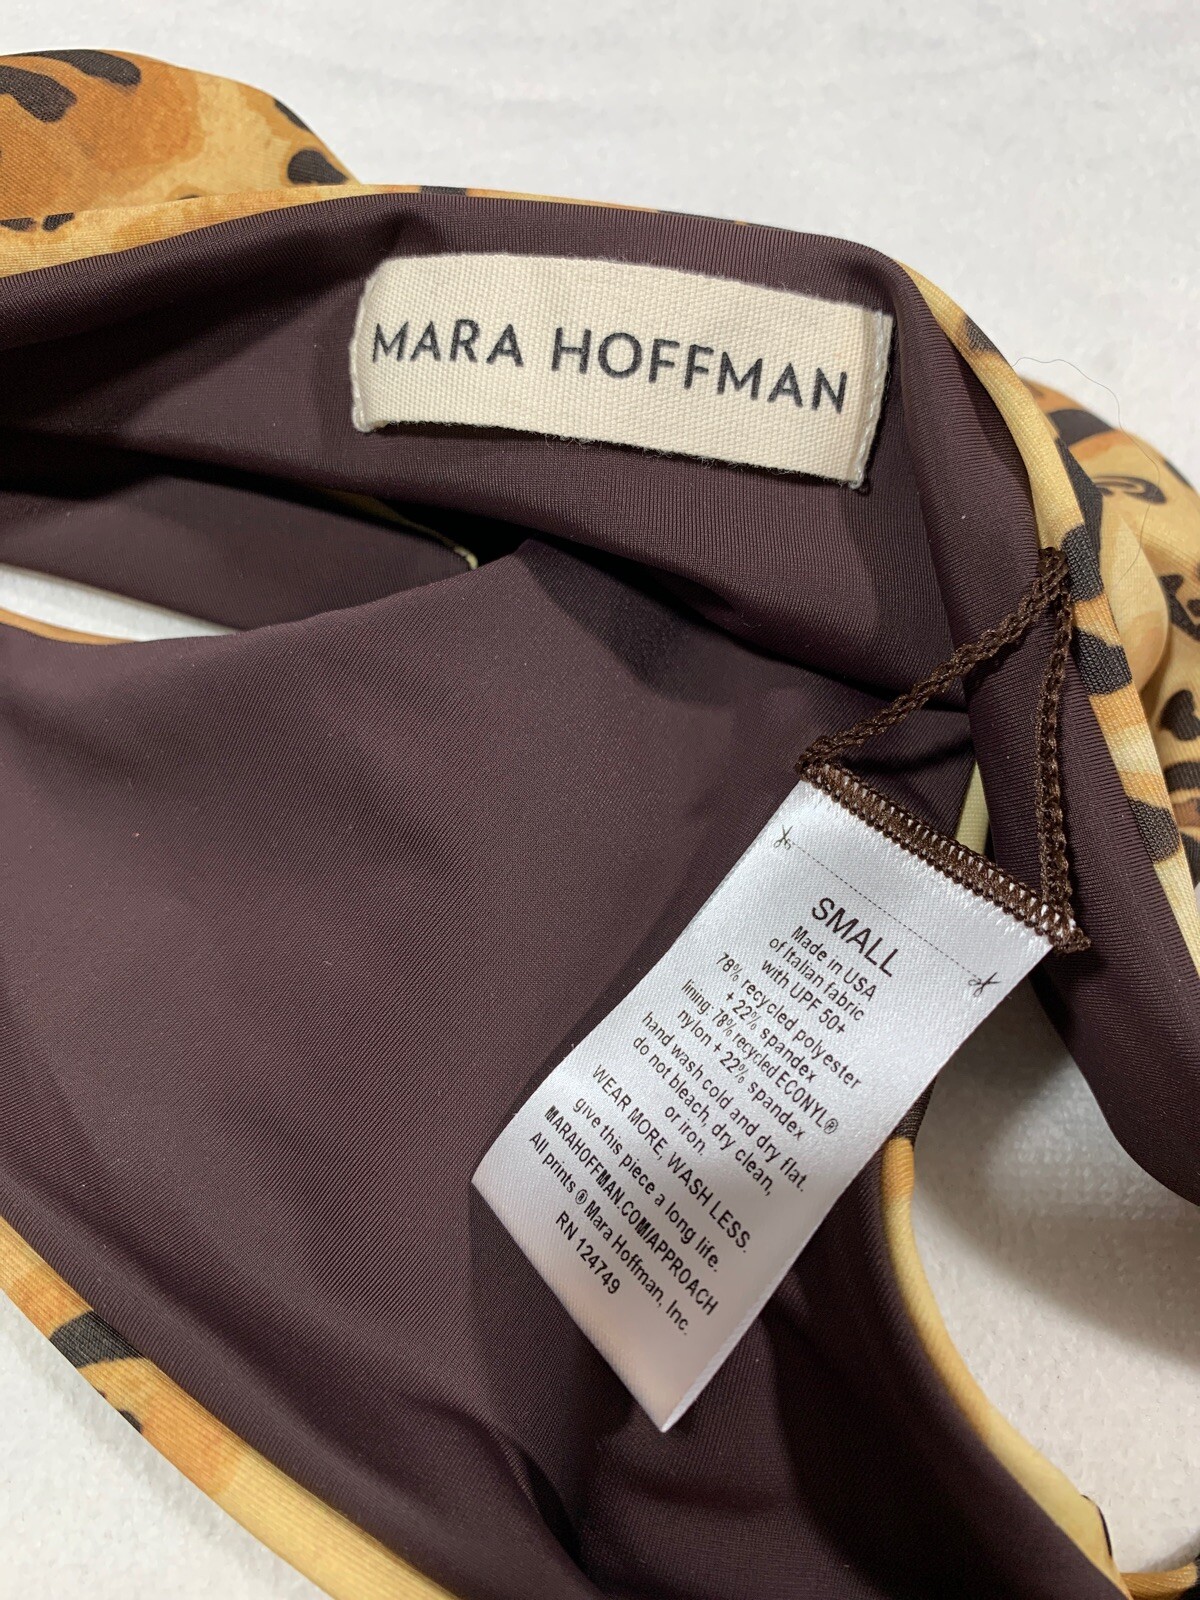 MARA HOFFMAN
SMALL
Made in USA
of Italian fabric
with UPF 50+
78% recycled polyester
+ 22% spandex
lining: 78% recycled ECONYL®
nylon + 22% spandex
hand wash cold and dry flat.
do not bleach, dry clean,
or iron.
WEAR MORE, WASH LESS.
give this piece a long life.
MARAHOFFMAN.COM/APPROACH
All prints ® Mara Hoffman, Inc.
RN 124749